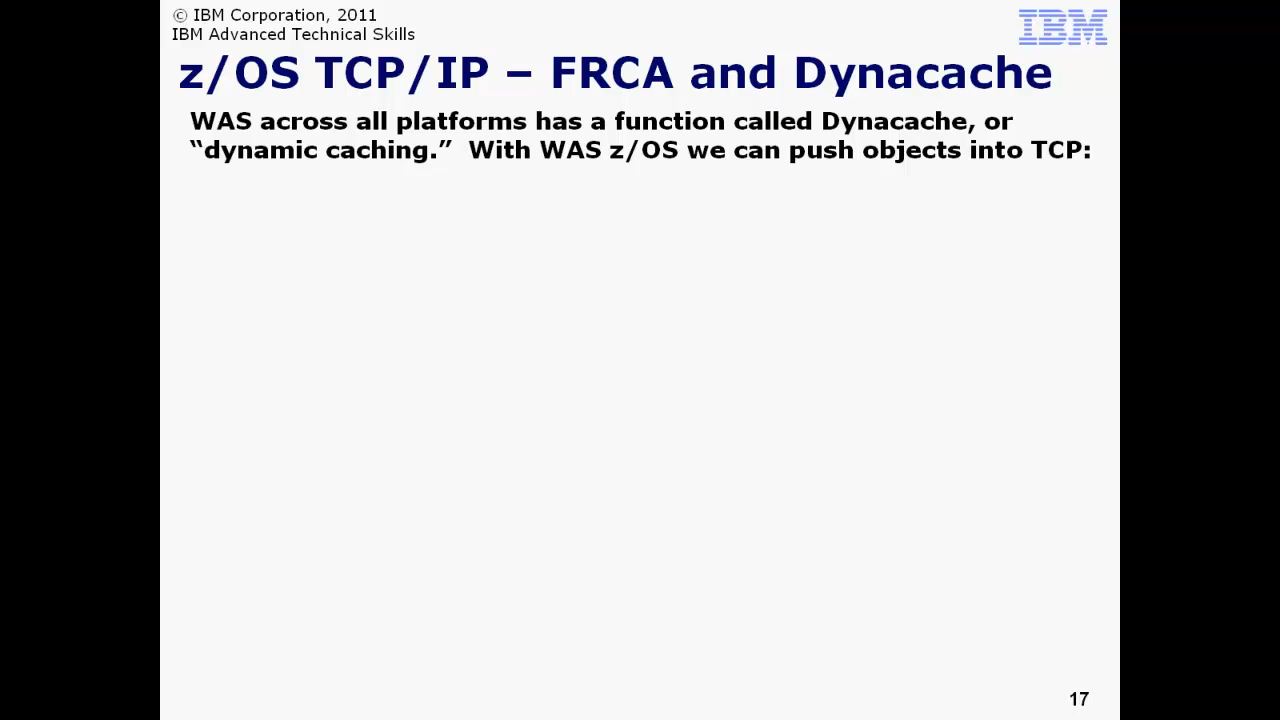 © IBM Corporation, 2011
IBM Advanced Technical Skills
IBM
z/OS TCP/IP – FRCA and Dynacache
WAS across all platforms has a function called Dynacache, or
“dynamic caching.”  With WAS z/OS we can push objects into TCP:
17